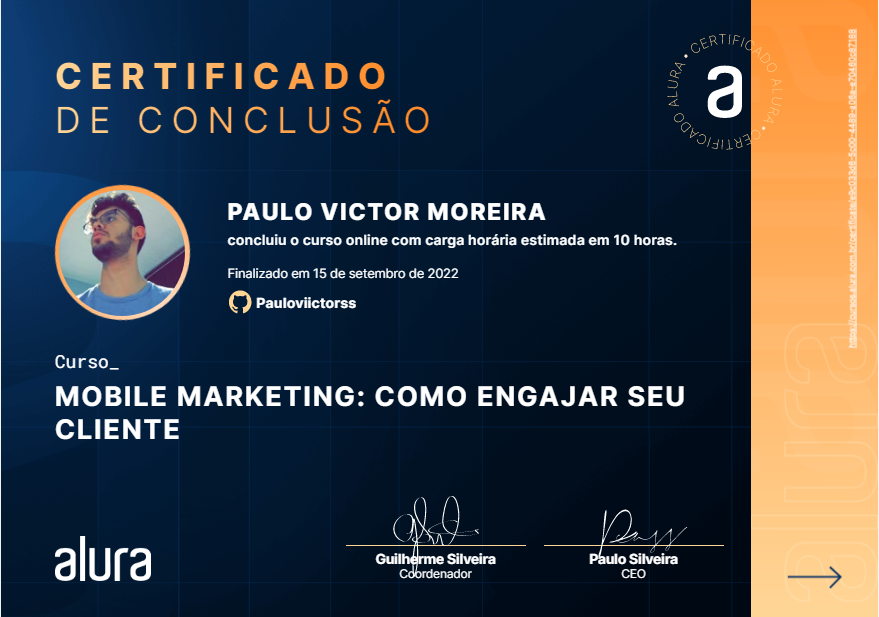 CERTIFICADO
DE CONCLUSÃO
CERTIFICADO ALURA • CERTIFICADO ALURA •
a
PAULO VICTOR MOREIRA
concluiu o curso online com carga horária estimada em 10 horas.
Finalizado em 15 de setembro de 2022
Pauloviictorss
Curso_
MOBILE MARKETING: COMO ENGAJAR SEU
CLIENTE
alura
Guilherme Silveira
Coordenador
Paulo Silveira
CEO
alura